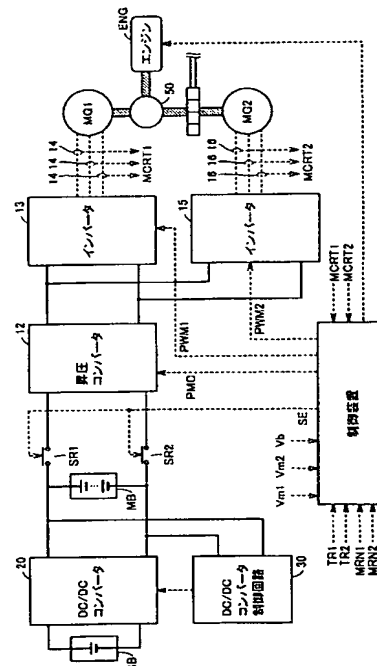 ENG
エンジン
MG1
50
MG2
14
14
14
MCRT1
16
16
16
MCRT2
13
インバータ
15
インバータ
12
昇圧
コンバータ
PWM1
PWM2
PMC
SE
MCRT1
MCRT2
制御装置
SR1
SR2
MB
Vb
Vm2
Vm1
TR1
TR2
MRN1
MRN2
20
DC/DC
コンバータ
30
DC/DC
コンバータ
制御回路
SB